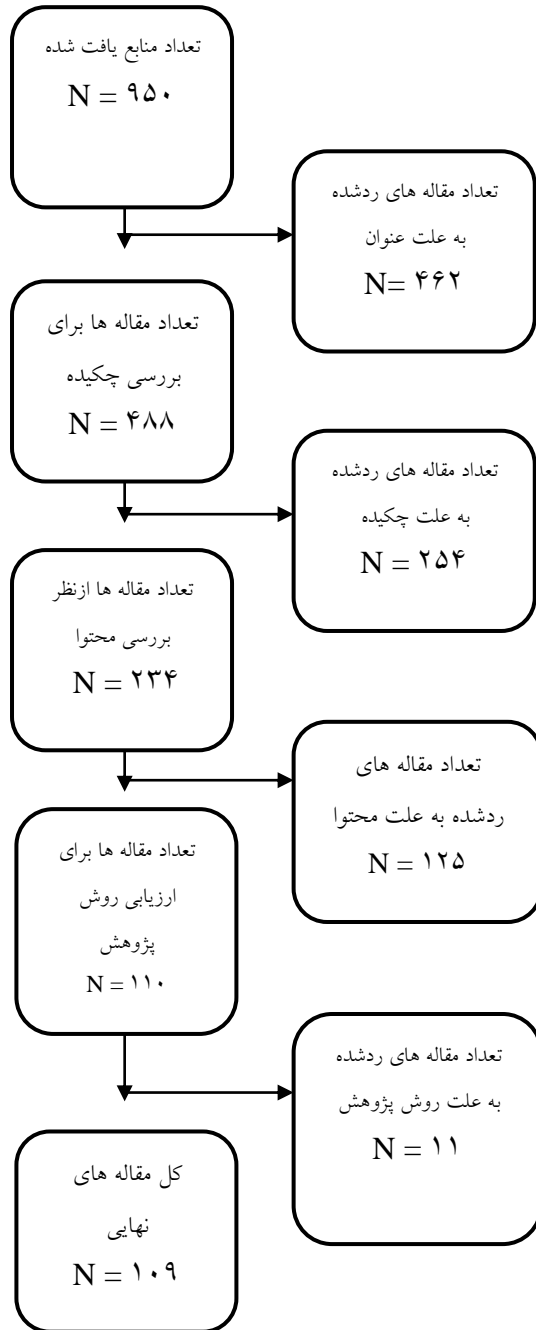 تعداد منابع یافت شده
N = ۹۵۰
تعداد مقاله های ردشده
به علت عنوان
N= ۴۶۲
تعداد مقاله ها برای
بررسی چکیده
N = ۴۸۸
تعداد مقاله های ردشده
به علت چکیده
N = ۲۵۴
تعداد مقاله ها ازنظر
بررسی محتوا
N = ۲۳۴
تعداد مقاله های
ردشده به علت محتوا
N = ۱۲۵
تعداد مقاله ها برای
ارزیابی روش
پژوهش
N = ۱۱۰
تعداد مقاله های ردشده
به علت روش پژوهش
N = ۱۱
کل مقاله های
نهایی
N = ۱۰۹